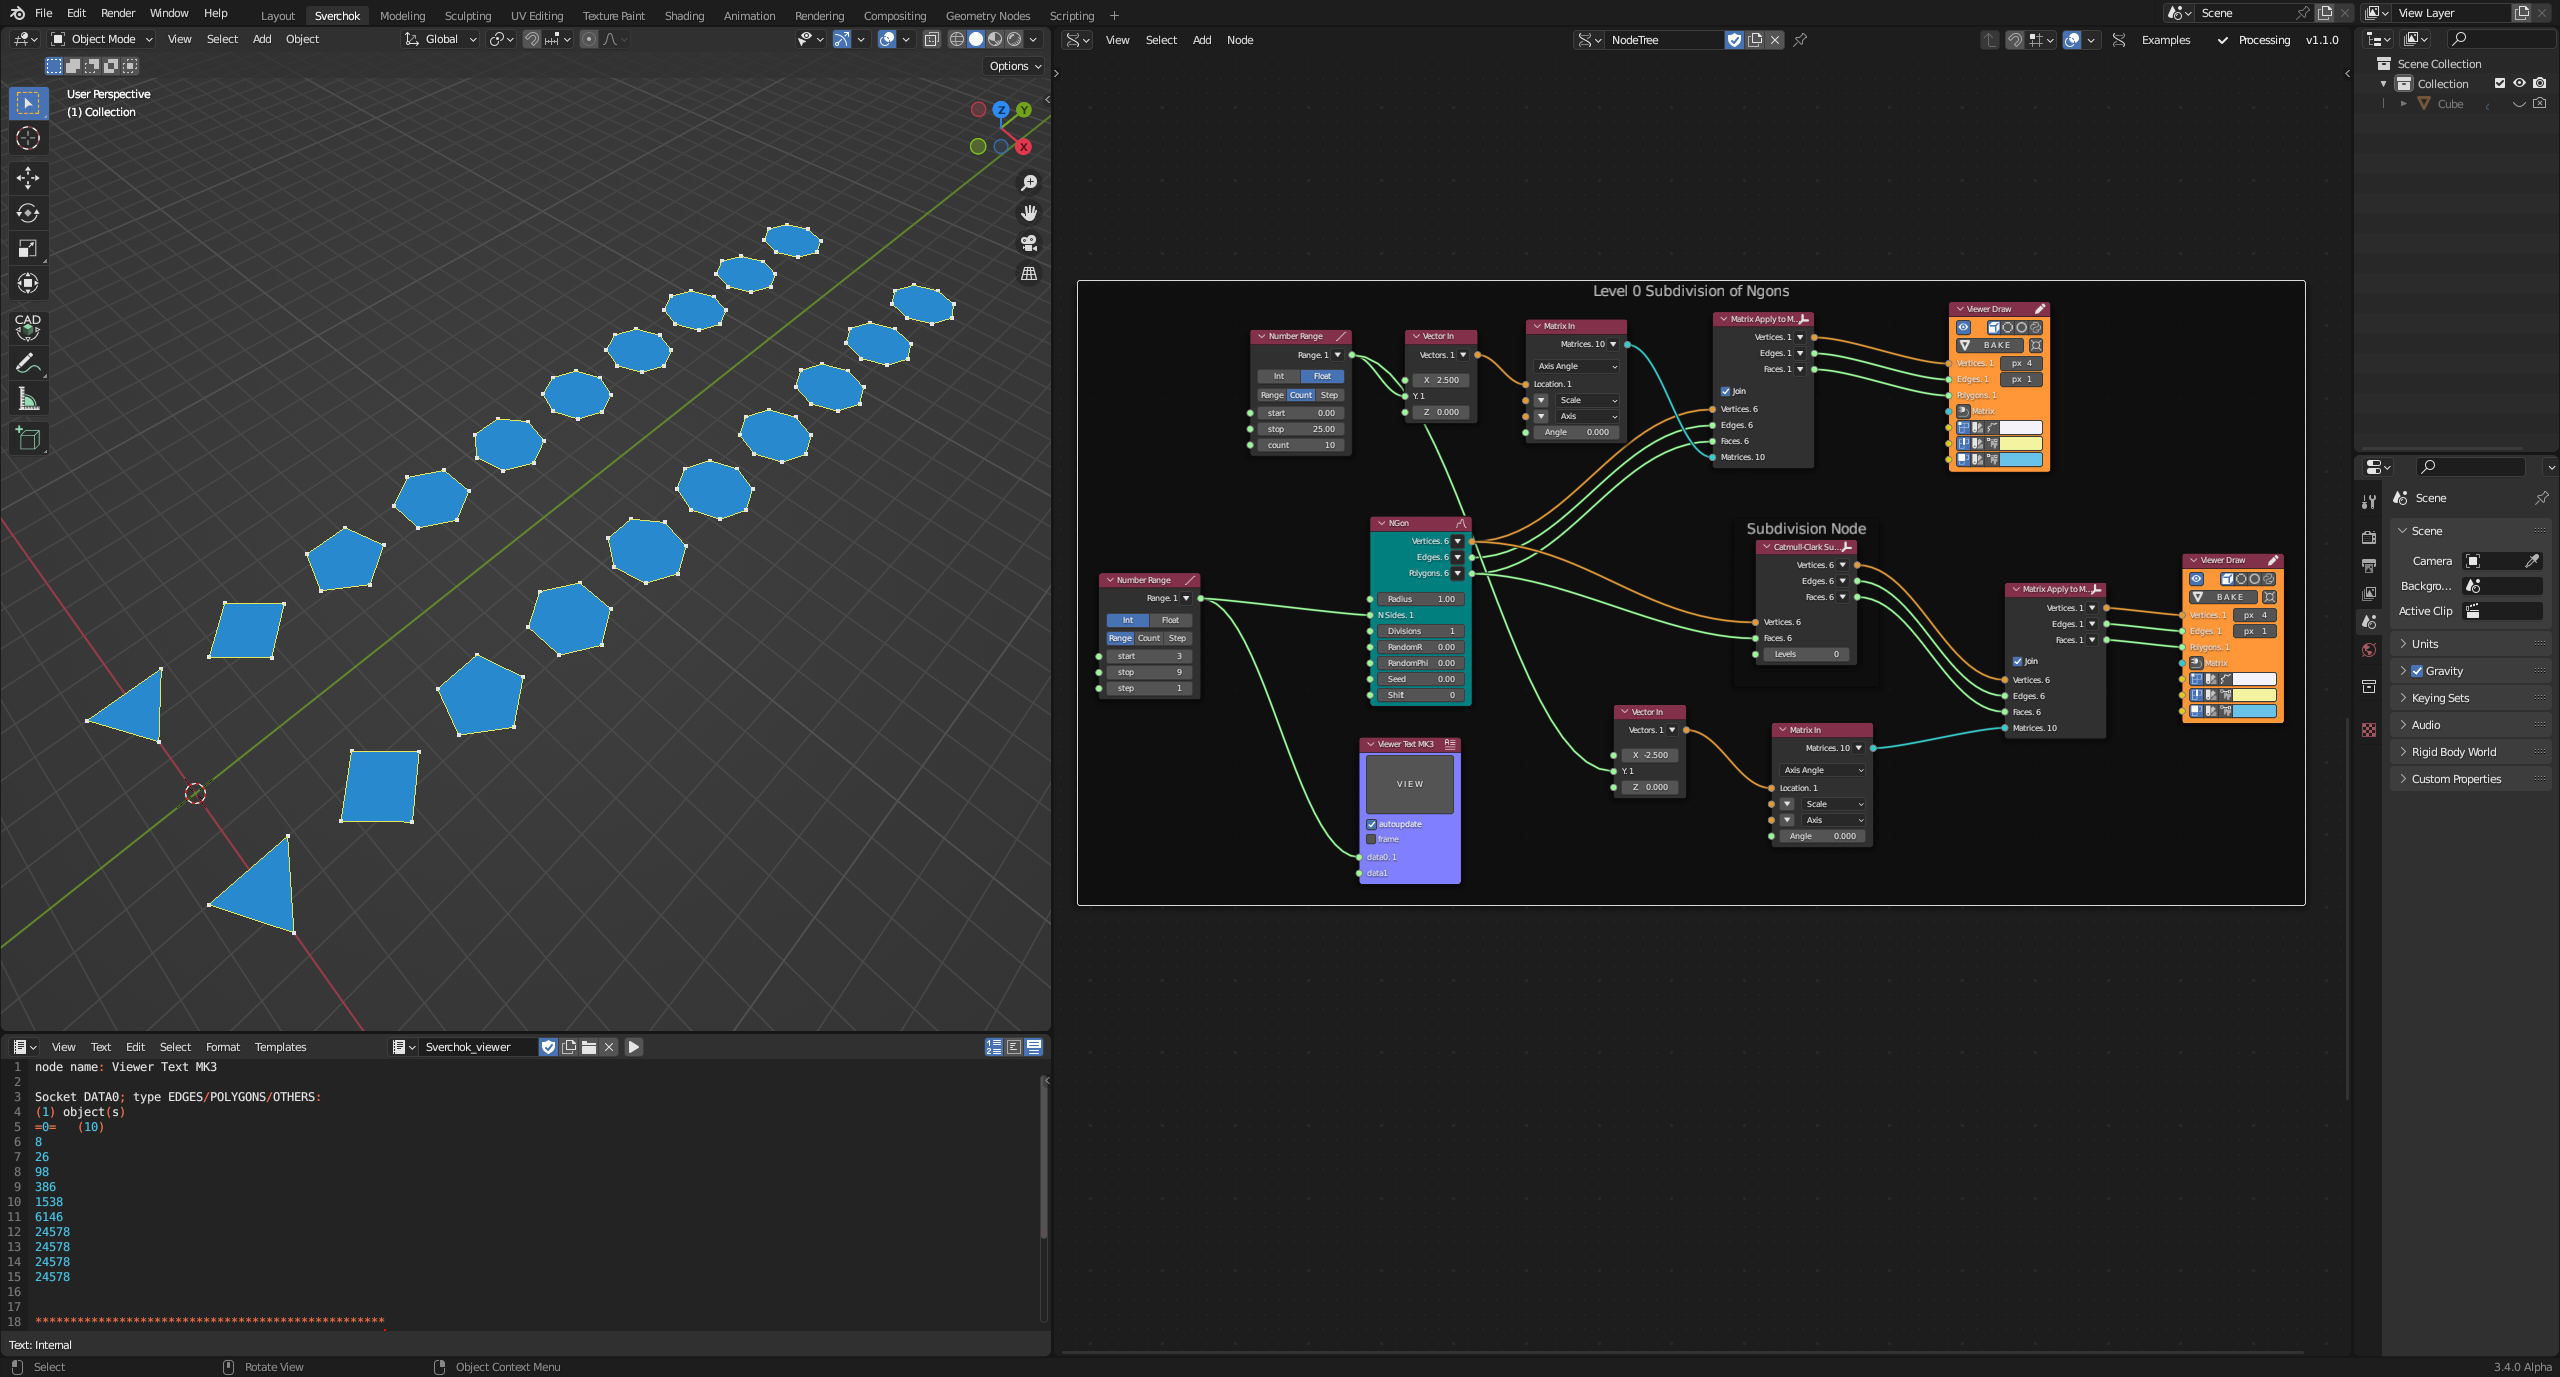 File Edit Render Window Help Layout Sverchok Modeling Sculpting UV Editing Texture Paint Shading Animation Rendering Compositing Geometry Nodes Scripting + Scene View Layer
Object Mode View Select Add Object Global
Options
User Perspective
(1) Collection
Z
Y
X
CAD
View Select Add Node NodeTree Examples Processing v1.1.0
Level 0 Subdivision of Ngons
Number Range
Range. 1
Int Float
Range Count Step
start 0.00
stop 25.00
count 10
Vector In
Vectors. 1
X 2.500
Y. 1
Z 0.000
Matrix In
Matrices. 10
Axis Angle
Location. 1
Scale
Axis
Angle 0.000
Matrix Apply to M...
Vertices. 1
Edges. 1
Faces. 1
Join
Vertices. 6
Edges. 6
Faces. 6
Matrices. 10
Viewer Draw
BAKE
Vertices. 1 px 4
Edges. 1 px 1
Polygons. 1
Matrix
NGon
Vertices. 6
Edges. 6
Polygons. 6
Radius 1.00
N Sides. 1
Divisions 1
RandomR 0.00
RandomPhi 0.00
Seed 0.00
Shift 0
Number Range
Range. 1
Int Float
Range Count Step
start 3
stop 9
step 1
Viewer Text MK3
VIEW
autoupdate
frame
data0. 1
data1
Subdivision Node
Catmull-Clark Su...
Vertices. 6
Edges. 6
Faces. 6
Vertices. 6
Faces. 6
Levels 0
Vector In
Vectors. 1
X -2.500
Y. 1
Z 0.000
Matrix In
Matrices. 10
Axis Angle
Location. 1
Scale
Axis
Angle 0.000
Matrix Apply to M...
Vertices. 1
Edges. 1
Faces. 1
Join
Vertices. 6
Edges. 6
Faces. 6
Matrices. 10
Viewer Draw
BAKE
Vertices. 1 px 4
Edges. 1 px 1
Polygons. 1
Matrix
Scene Collection
Collection
Cube
Scene
Scene
Camera
Backgro...
Active Clip
Units
Gravity
Keying Sets
Audio
Rigid Body World
Custom Properties
View Text Edit Select Format Templates Sverchok_viewer
1 node name: Viewer Text MK3
2
3 Socket DATA0; type EDGES/POLYGONS/OTHERS:
4 (1) object(s)
5 =0= (10)
6 8
7 26
8 98
9 386
10 1538
11 6146
12 24578
13 24578
14 24578
15 24578
16
17
18 **************************************************
Text: Internal
Select Rotate View Object Context Menu 3.4.0 Alpha